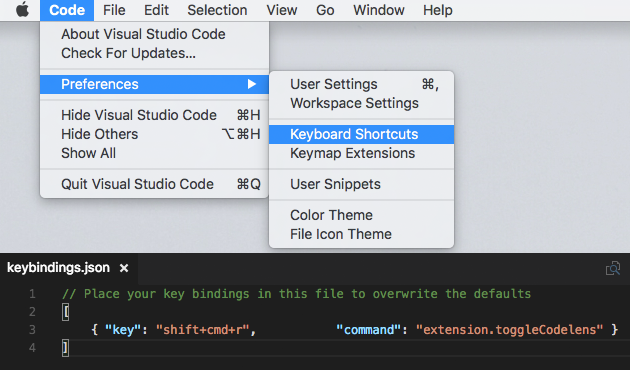 Code File Edit Selection View Go Window Help
About Visual Studio Code
Check For Updates...
Preferences
Hide Visual Studio Code ⌘H
Hide Others ⌥⌘H
Show All
Quit Visual Studio Code ⌘Q
User Settings ⌘,
Workspace Settings
Keyboard Shortcuts
Keymap Extensions
User Snippets
Color Theme
File Icon Theme
keybindings.json ×
1 // Place your key bindings in this file to overwrite the defaults
2 [
3 { "key": "shift+cmd+r", "command": "extension.toggleCodelens" }
4 ]